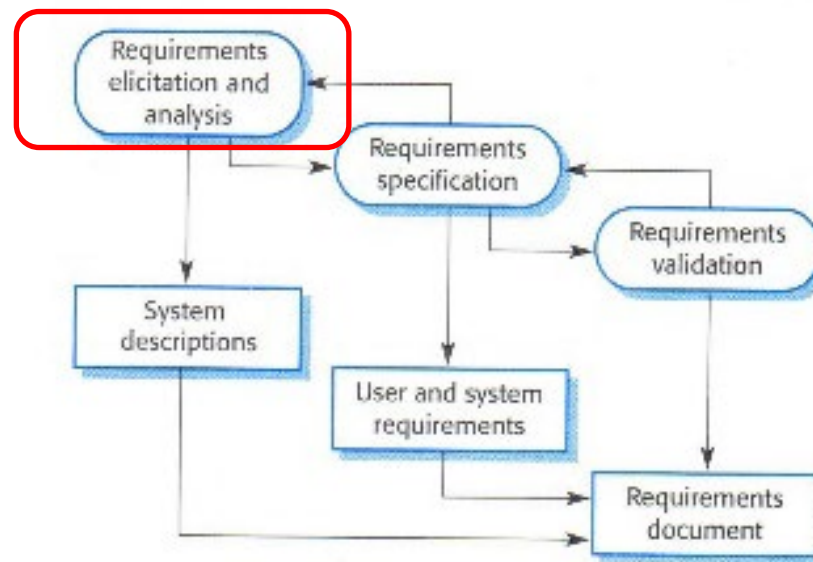 Requirements
elicitation and
analysis
Requirements
specification
Requirements
validation
System
descriptions
User and system
requirements
Requirements
document